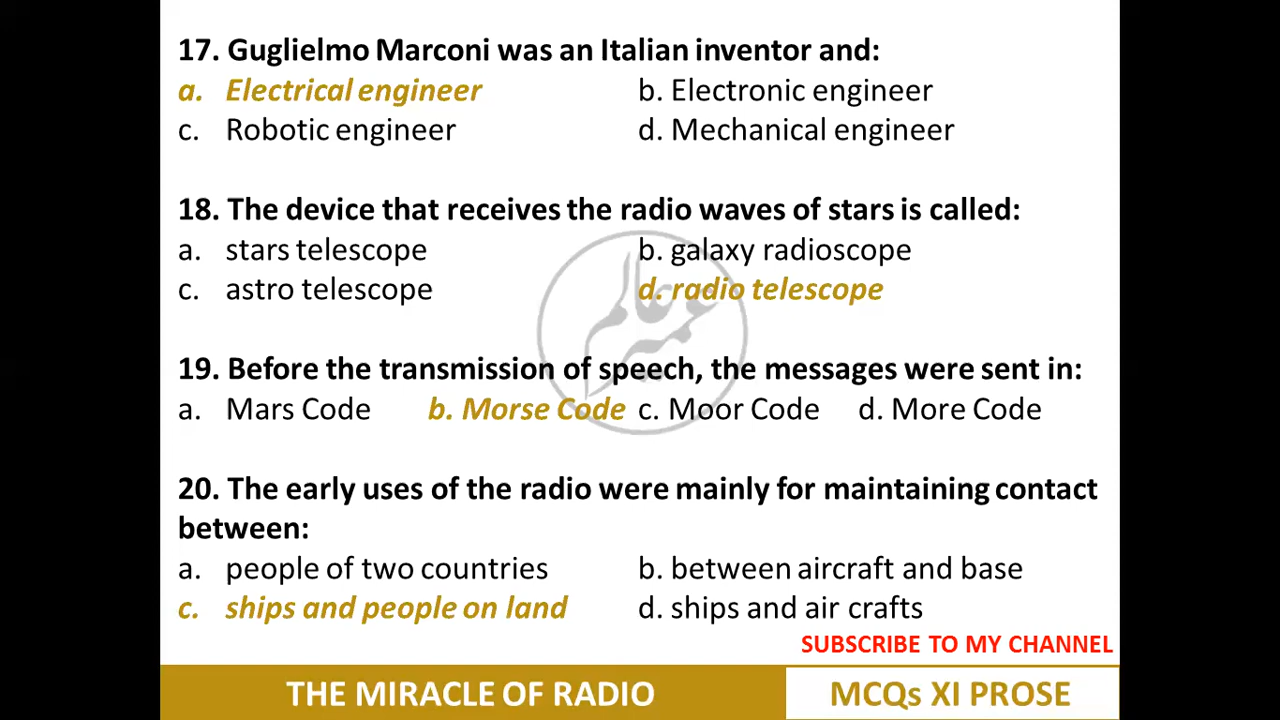 17. Guglielmo Marconi was an Italian inventor and:
a. Electrical engineer b. Electronic engineer
c. Robotic engineer d. Mechanical engineer
18. The device that receives the radio waves of stars is called:
a. stars telescope b. galaxy radioscope
c. astro telescope d. radio telescope
19. Before the transmission of speech, the messages were sent in:
a. Mars Code b. Morse Code c. Moor Code d. More Code
20. The early uses of the radio were mainly for maintaining contact
between:
a. people of two countries b. between aircraft and base
c. ships and people on land d. ships and air crafts
SUBSCRIBE TO MY CHANNEL
THE MIRACLE OF RADIO MCQs XI PROSE